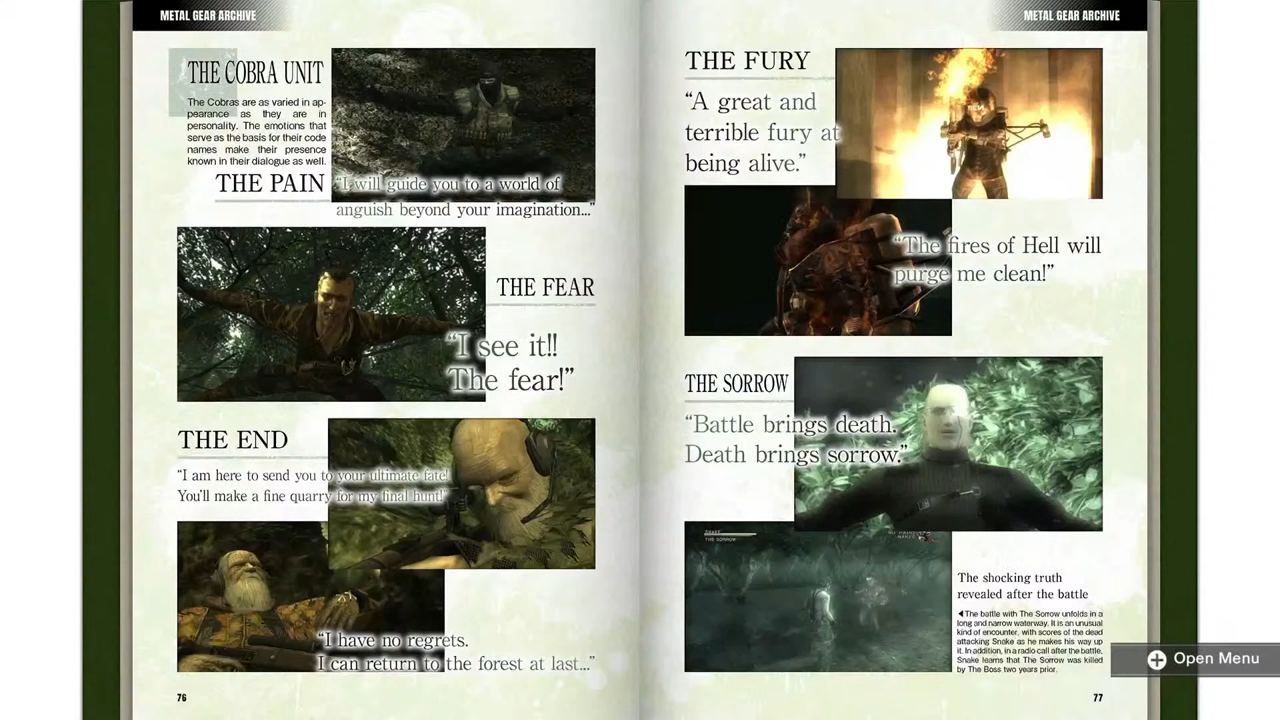 METAL GEAR ARCHIVE
THE COBRA UNIT
The Cobras are as varied in ap-
pearance as they are in
personality. The emotions that
serve as the basis for their code
names make their presence
known in their dialogue as well.
THE PAIN
"I will guide you to a world of
anguish beyond your imagination..."
THE FEAR
"I see it!!
The fear!"
THE END
"I am here to send you to your ultimate fate!
You'll make a fine quarry for my final hunt!"
"I have no regrets.
I can return to the forest at last..."
76
METAL GEAR ARCHIVE
THE FURY
"A great and
terrible fury at
being alive."
"The fires of Hell will
purge me clean!"
THE SORROW
"Battle brings death.
Death brings sorrow."
SNAKE
THE SORROW
The shocking truth
revealed after the battle
◀The battle with The Sorrow unfolds in a
long and narrow waterway. It is an unusual
kind of encounter, with scores of the dead
attacking Snake as he makes his way up
it. In addition, in a radio call after the battle,
Snake learns that The Sorrow was killed
by The Boss two years prior.
77
Open Menu